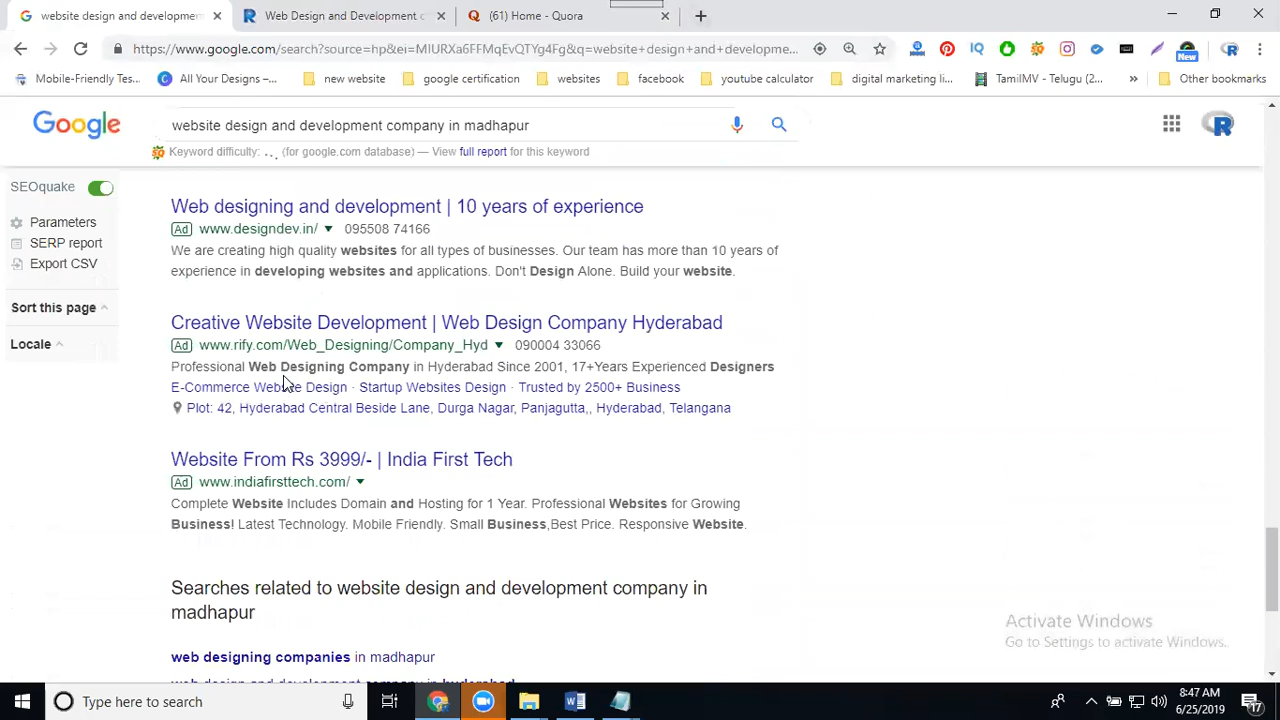 website design and developmen
Web Design and Development c
(61) Home - Quora
https://www.google.com/search?source=hp&ei=MIURXa6FFMqEvQTYg4Fg&q=website+design+and+developme...
New
Mobile-Friendly Tes...
All Your Designs –...
new website
google certification
websites
facebook
youtube calculator
digital marketing li...
TamilMV - Telugu (2...
»
Other bookmarks
Google
website design and development company in madhapur
Keyword difficulty: (for google.com database) — View full report for this keyword
SEOquake
Parameters
SERP report
Export CSV
Sort this page
Locale
Web designing and development | 10 years of experience
Ad www.designdev.in/ 095508 74166
We are creating high quality websites for all types of businesses. Our team has more than 10 years of
experience in developing websites and applications. Don't Design Alone. Build your website.
Creative Website Development | Web Design Company Hyderabad
Ad www.rify.com/Web_Designing/Company_Hyd 090004 33066
Professional Web Designing Company in Hyderabad Since 2001, 17+Years Experienced Designers
E-Commerce Website Design · Startup Websites Design · Trusted by 2500+ Business
Plot: 42, Hyderabad Central Beside Lane, Durga Nagar, Panjagutta,, Hyderabad, Telangana
Website From Rs 3999/- | India First Tech
Ad www.indiafirsttech.com/
Complete Website Includes Domain and Hosting for 1 Year. Professional Websites for Growing
Business! Latest Technology. Mobile Friendly. Small Business,Best Price. Responsive Website.
Searches related to website design and development company in
madhapur
web designing companies in madhapur
web design and development company in hyderabad
Activate Windows
Go to Settings to activate Windows.
Type here to search
8:47 AM
6/25/2019
17